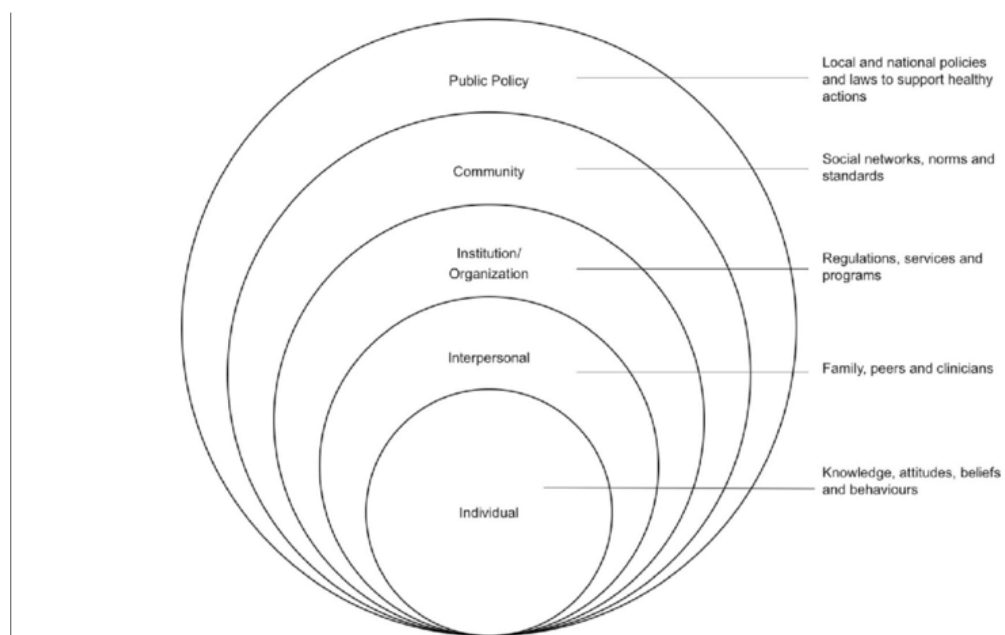 Public Policy
Local and national policies
and laws to support healthy
actions
Community
Social networks, norms and
standards
Institution/
Organization
Regulations, services and
programs
Interpersonal
Family, peers and clinicians
Individual
Knowledge, attitudes, beliefs
and behaviours